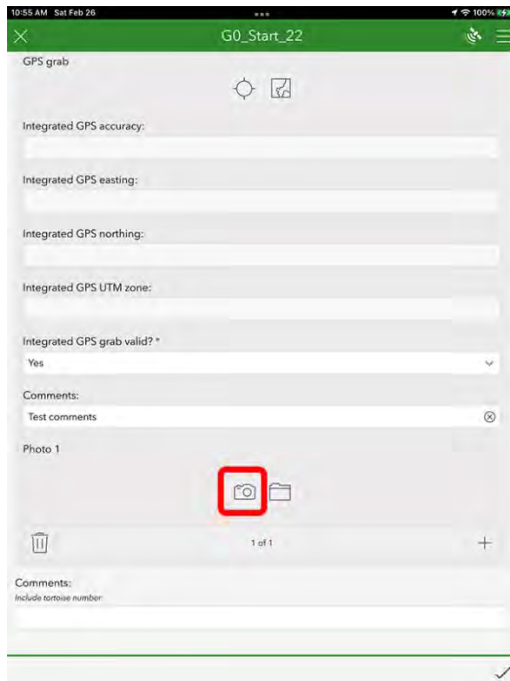 10:55 AM Sat Feb 26
100%
G0_Start_22
GPS grab
Integrated GPS accuracy:
Integrated GPS easting:
Integrated GPS northing:
Integrated GPS UTM zone:
Integrated GPS grab valid? *
Yes
Comments:
Test comments
Photo 1
1 of 1
Comments:
Include tortoise number